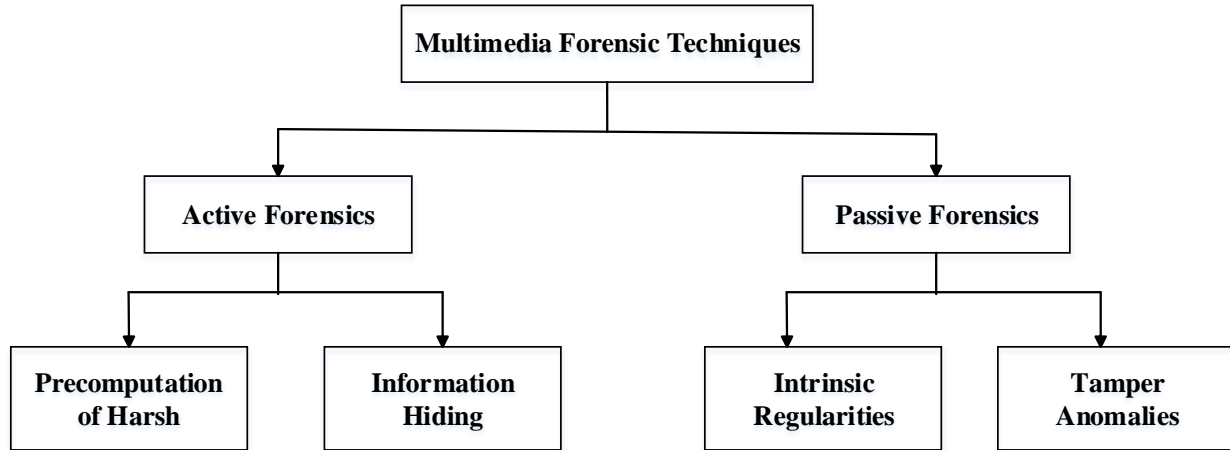 Multimedia Forensic Techniques
Active Forensics
Passive Forensics
Precomputation
of Harsh
Information
Hiding
Intrinsic
Regularities
Tamper
Anomalies